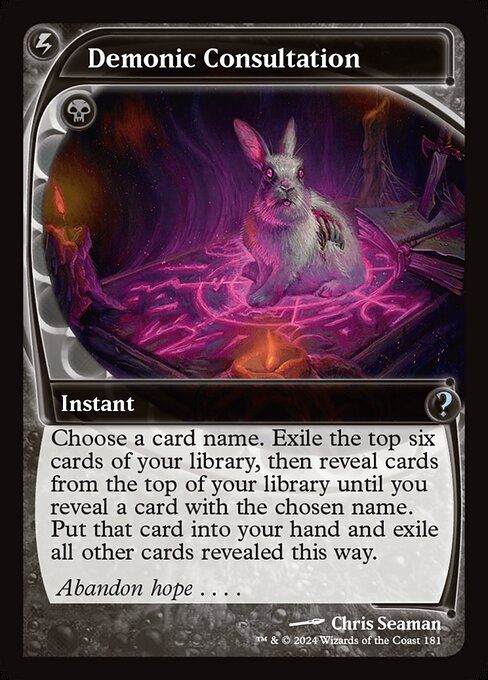 Demonic Consultation
Instant
?
Choose a card name. Exile the top six
cards of your library, then reveal cards
from the top of your library until you
reveal a card with the chosen name.
Put that card into your hand and exile
all other cards revealed this way.
Abandon hope . . . .
Chris Seaman
™ & © 2024 Wizards of the Coast 181